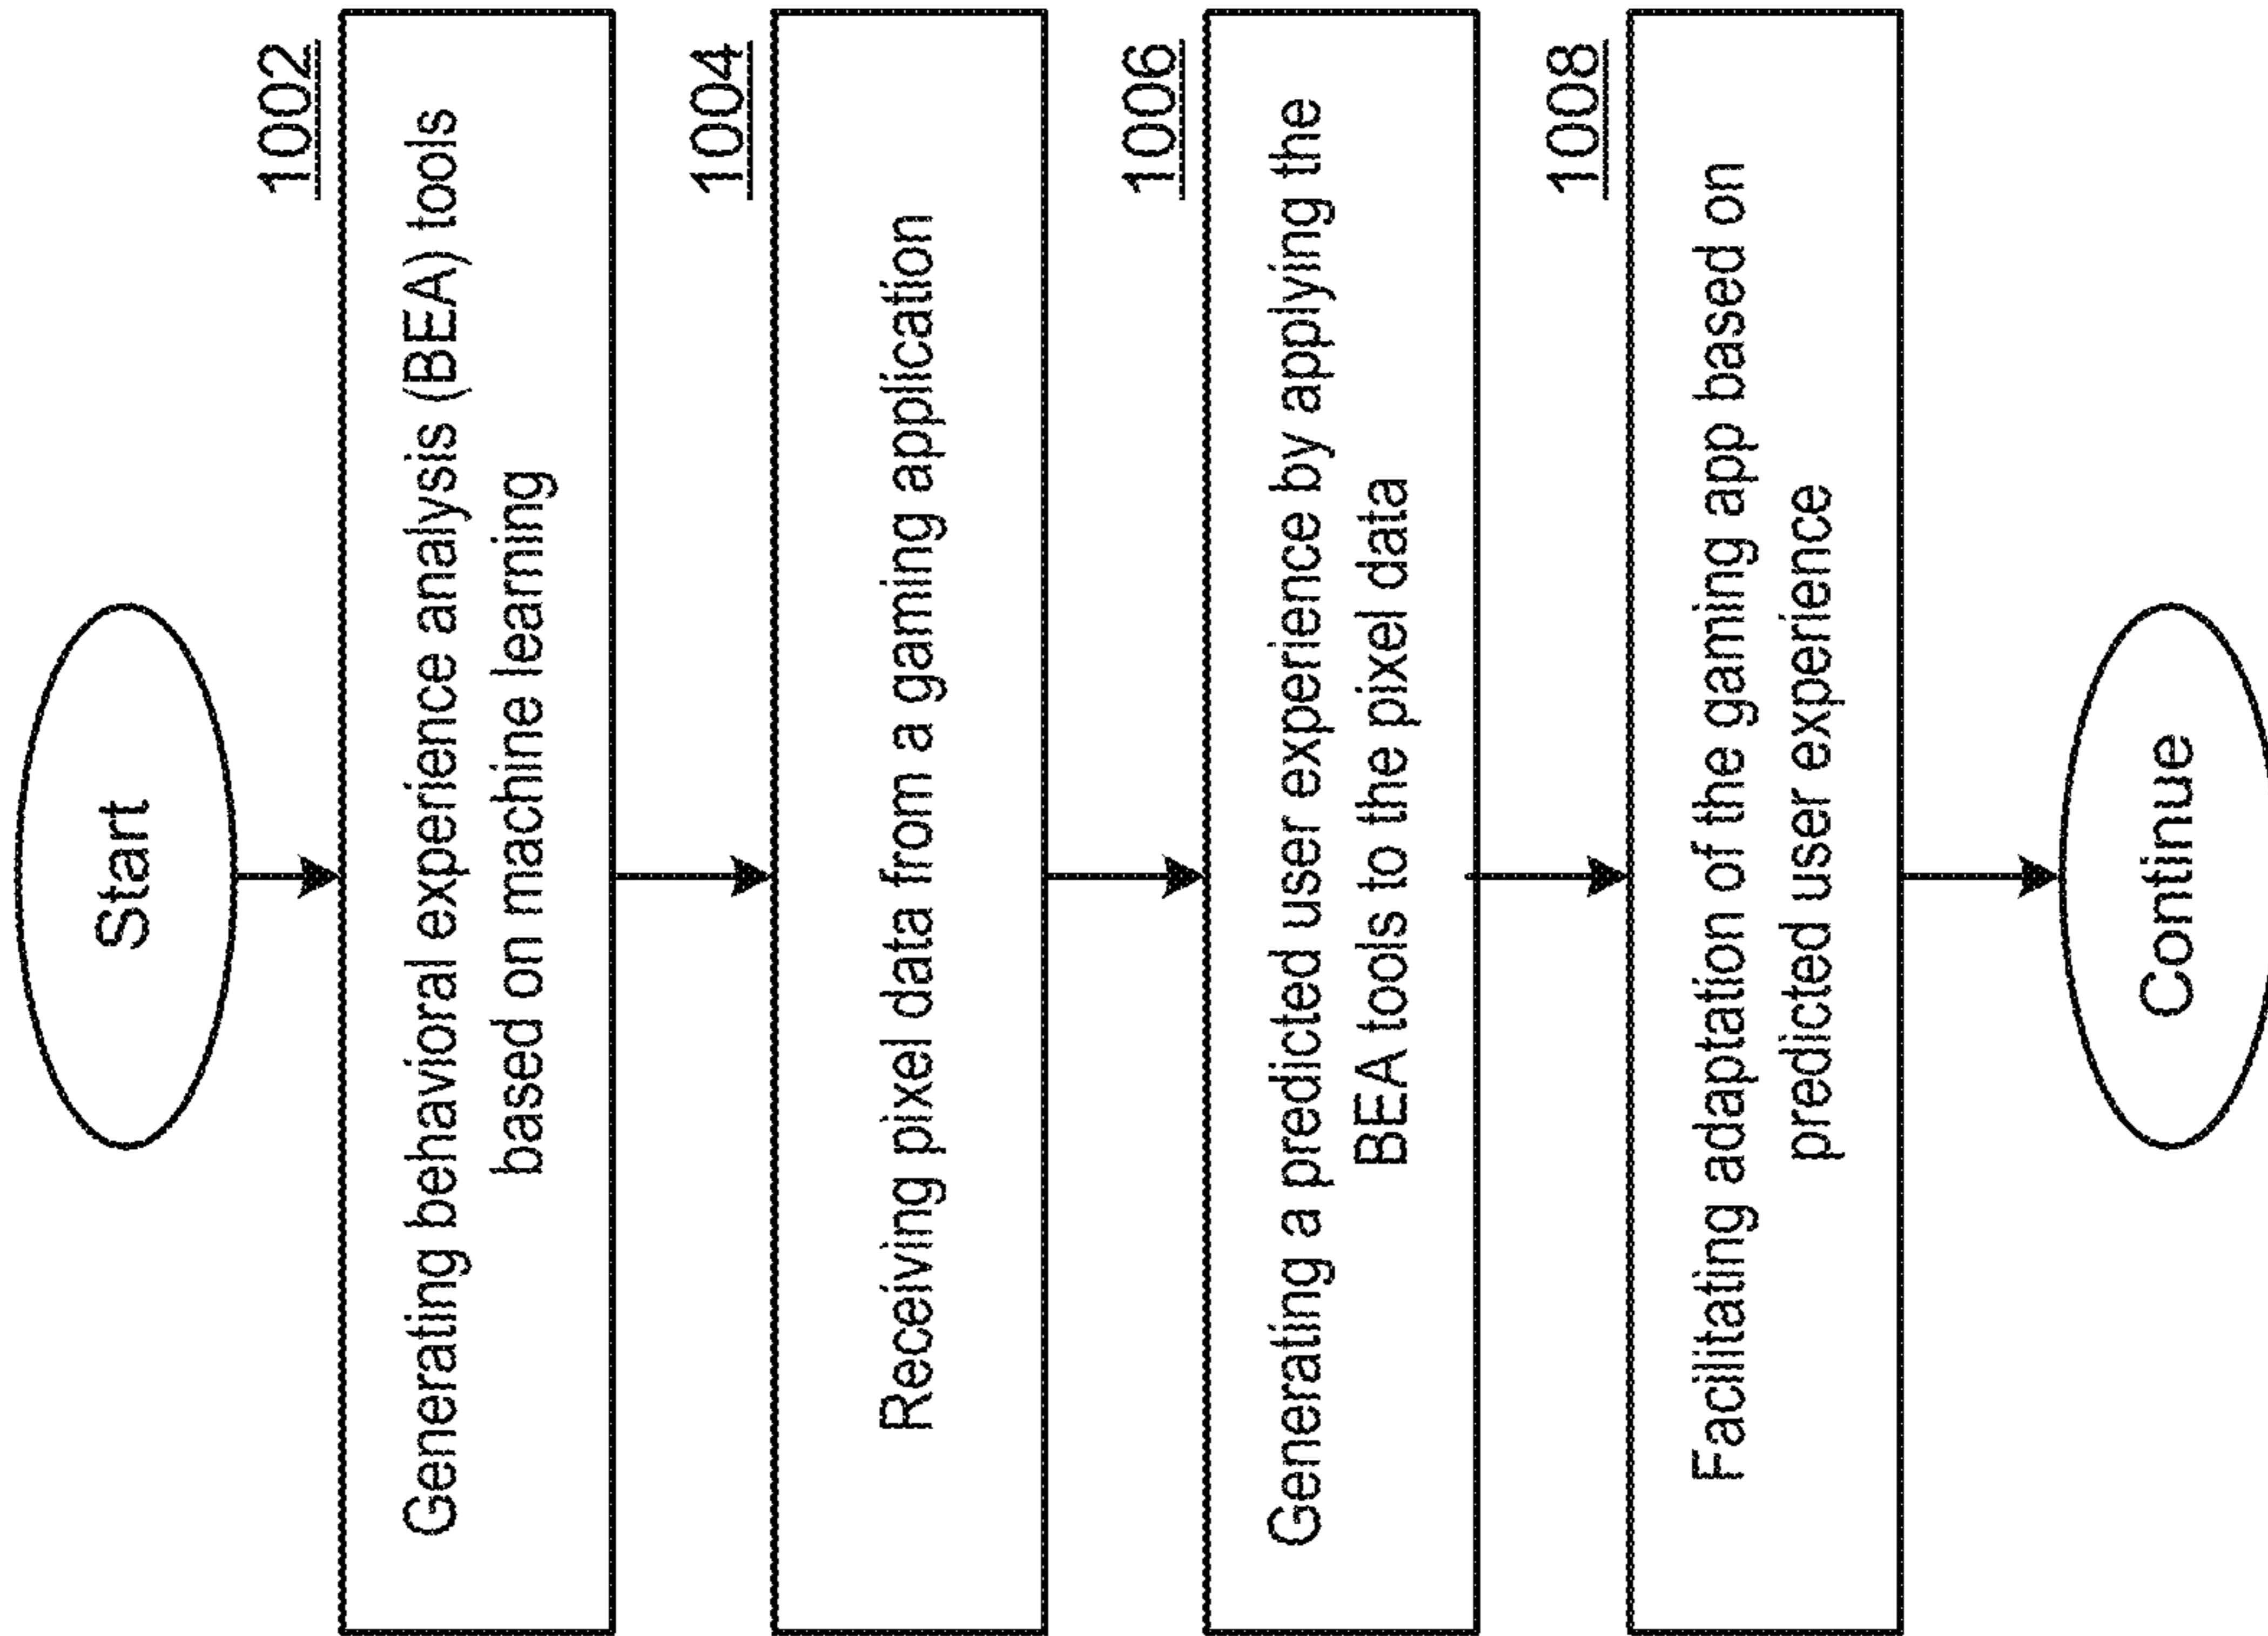 Start
1002
Generating behavioral experience analysis (BEA) tools
based on machine learning
1004
Receiving pixel data from a gaming application
1006
Generating a predicted user experience by applying the
BEA tools to the pixel data
1008
Facilitating adaptation of the gaming app based on
predicted user experience
Continue